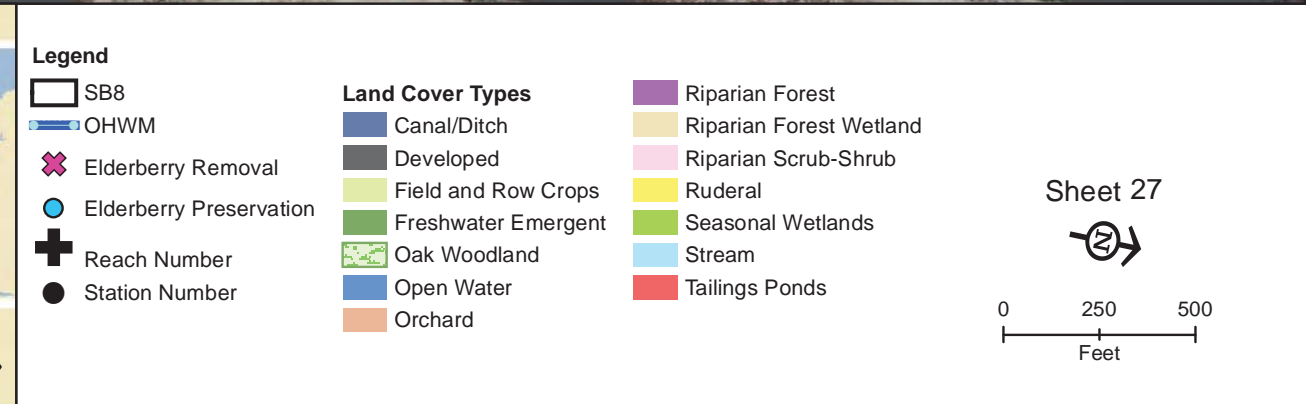 Legend
SB8
OHWM
Elderberry Removal
Elderberry Preservation
Reach Number
Station Number
Land Cover Types
Canal/Ditch
Developed
Field and Row Crops
Freshwater Emergent
Oak Woodland
Open Water
Orchard
Riparian Forest
Riparian Forest Wetland
Riparian Scrub-Shrub
Ruderal
Seasonal Wetlands
Stream
Tailings Ponds
Sheet 27
N
0 250 500
Feet